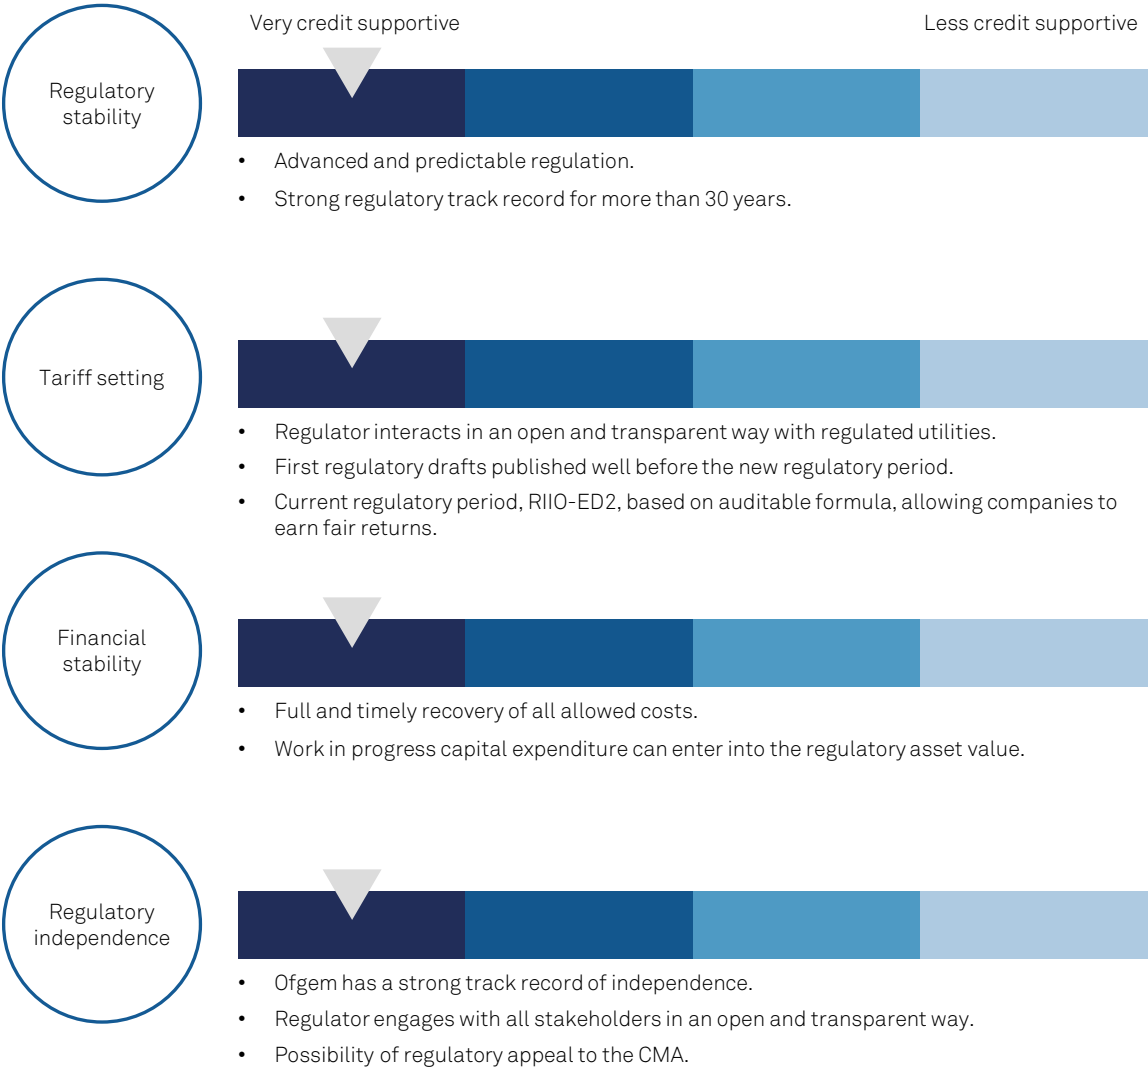 Very credit supportive
Less credit supportive
Regulatory
stability
• Advanced and predictable regulation.
• Strong regulatory track record for more than 30 years.
Tariff setting
• Regulator interacts in an open and transparent way with regulated utilities.
• First regulatory drafts published well before the new regulatory period.
• Current regulatory period, RIIO-ED2, based on auditable formula, allowing companies to
earn fair returns.
Financial
stability
• Full and timely recovery of all allowed costs.
• Work in progress capital expenditure can enter into the regulatory asset value.
Regulatory
independence
• Ofgem has a strong track record of independence.
• Regulator engages with all stakeholders in an open and transparent way.
• Possibility of regulatory appeal to the CMA.